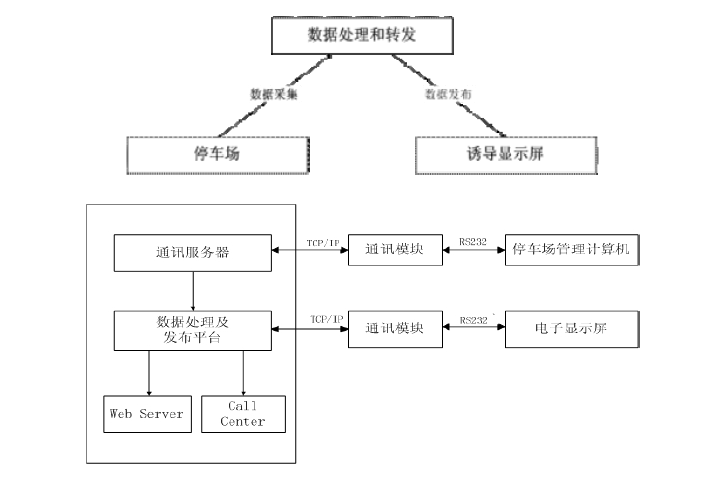 数据处理和转发
数据采集
数据发布
停车场
诱导显示屏
通讯服务器
TCP/IP
通讯模块
RS232
停车场管理计算机
数据处理及
发布平台
TCP/IP
通讯模块
RS232
电子显示屏
Web Server
Call
Center